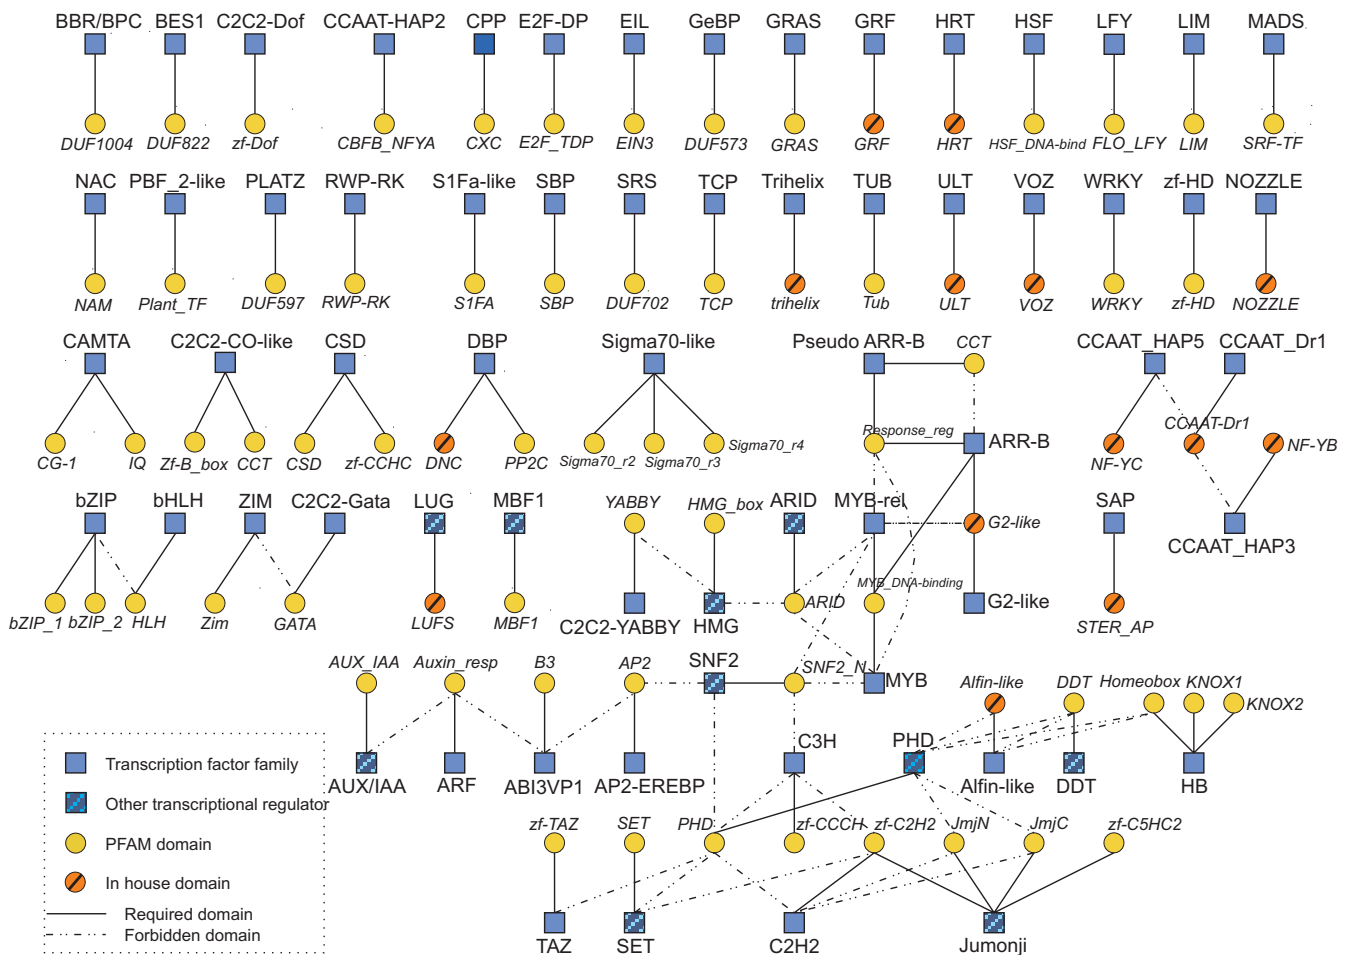 BBR/BPC BES1 C2C2-Dof CCAAT-HAP2 CPP E2F-DP EIL GeBP GRAS GRF HRT HSF LFY LIM MADS
DUF1004 DUF822 zf-Dof CBFB_NFYA CXC E2F_TDP EIN3 DUF573 GRAS GRF HRT HSF_DNA-bind FLO_LFY LIM SRF-TF
NAC PBF_2-like PLATZ RWP-RK S1Fa-like SBP SRS TCP Trihelix TUB ULT VOZ WRKY zf-HD NOZZLE
NAM Plant_TF DUF597 RWP-RK S1FA SBP DUF702 TCP trihelix Tub ULT VOZ WRKY zf-HD NOZZLE
CAMTA C2C2-CO-like CSD DBP Sigma70-like Pseudo ARR-B CCT CCAAT_HAP5 CCAAT_Dr1
CG-1 IQ Zf-B_box CCT CSD zf-CCHC DNC PP2C Sigma70_r2 Sigma70_r3 Sigma70_r4 Response_reg ARR-B NF-YC CCAAT-Dr1 NF-YB
bZIP bHLH ZIM C2C2-Gata LUG MBF1 YABBY HMG_box ARID MYB-rel G2-like SAP CCAAT_HAP3
bZIP_1 bZIP_2 HLH Zim GATA LUFS MBF1 C2C2-YABBY HMG ARID MYB_DNA-binding G2-like STER_AP
AUX_IAA Auxin_resp B3 AP2 SNF2 SNF2_N MYB Alfin-like DDT Homeobox KNOX1 KNOX2
AUX/IAA ARF ABI3VP1 AP2-EREBP C3H PHD Alfin-like DDT HB
zf-TAZ SET PHD zf-CCCH zf-C2H2 JmjN JmjC zf-C5HC2
TAZ SET C2H2 Jumonji
Transcription factor family
Other transcriptional regulator
PFAM domain
In house domain
Required domain
Forbidden domain